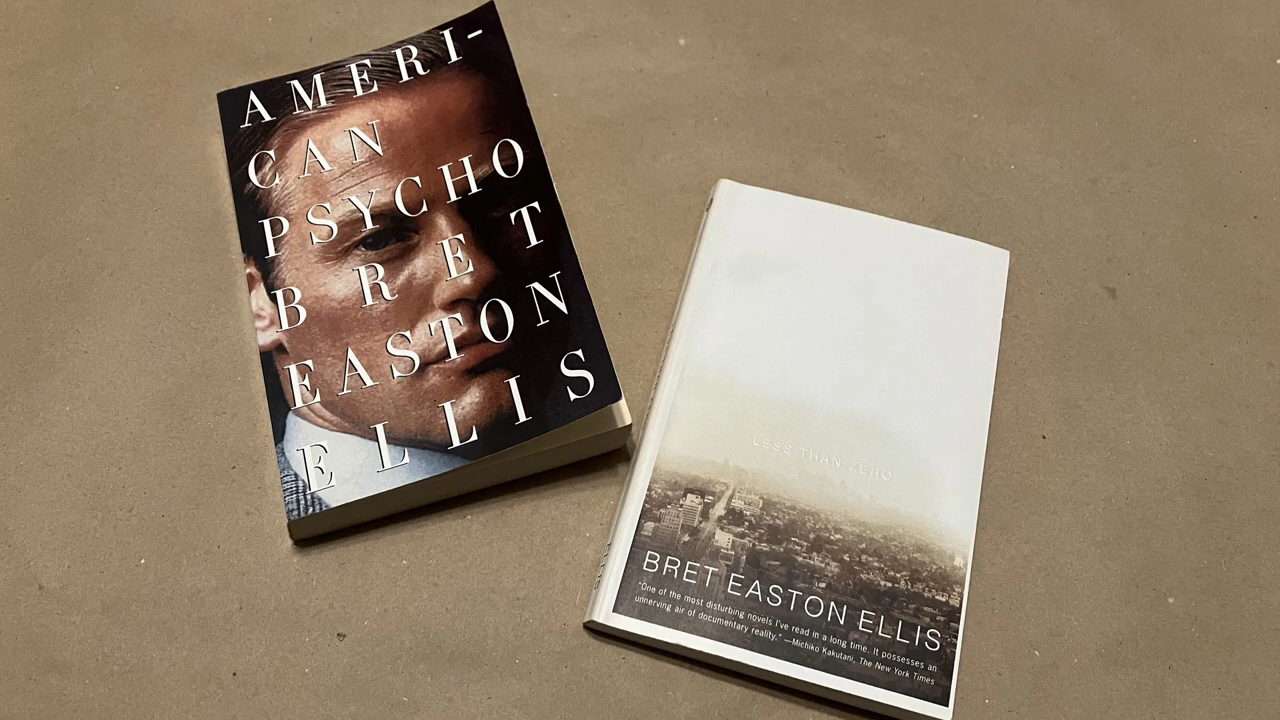 AMERI-
CAN
PSYCHO
BRET
EASTON
ELLIS
LESS THAN ZERO
BRET EASTON ELLIS
"One of the most disturbing novels I've read in a long time. It possesses an
unnerving air of documentary reality." —Michiko Kakutani, The New York Times